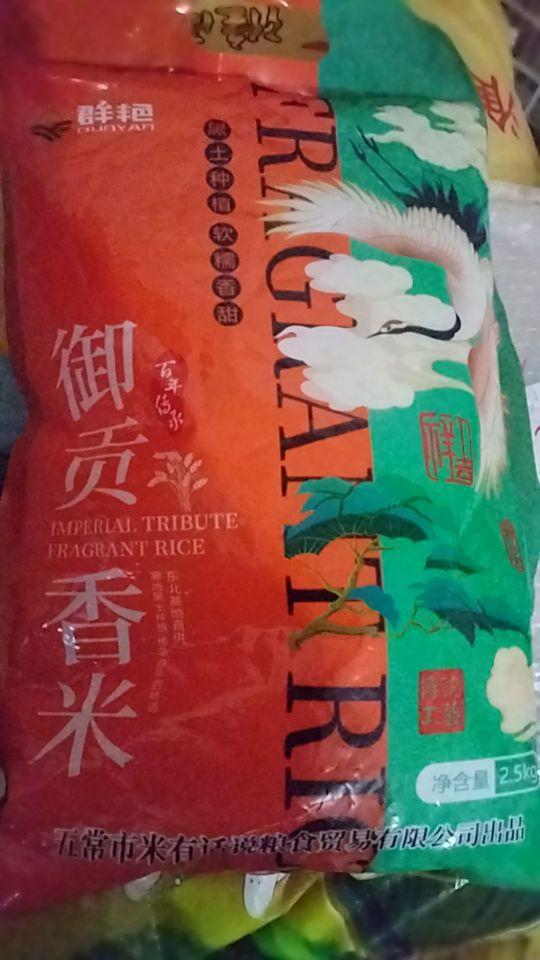 群艳
QUNYAN
黑土种植 软糯香甜
FRAGRANT RIC
御贡
百年传承
IMPERIAL TRIBUTE
FRAGRANT RICE
香米
东北基地直供
净含量 2.5kg
五常市米有话说粮食贸易有限公司出品